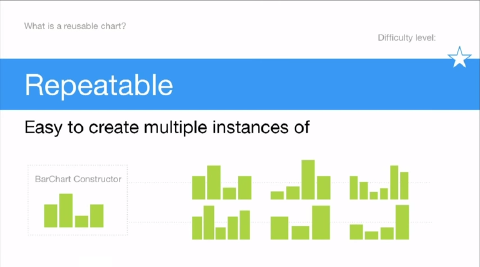 What is a reusable chart?
Difficulty level:
Repeatable
Easy to create multiple instances of
BarChart Constructor